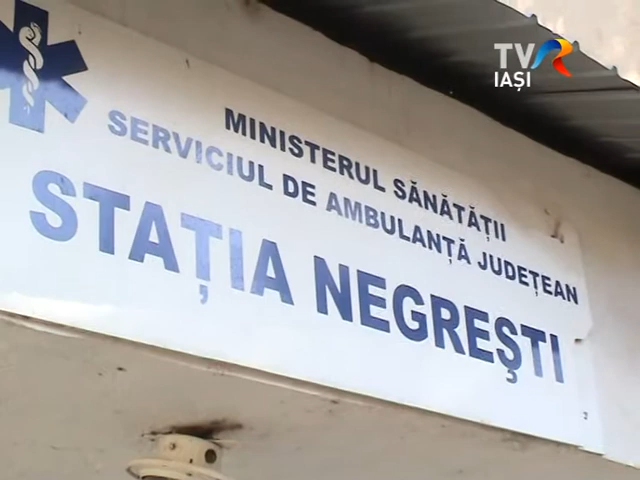 TVR
IAȘI
MINISTERUL SĂNĂTĂȚII
SERVICIUL DE AMBULANȚĂ JUDEȚEAN
STAȚIA NEGREȘTI